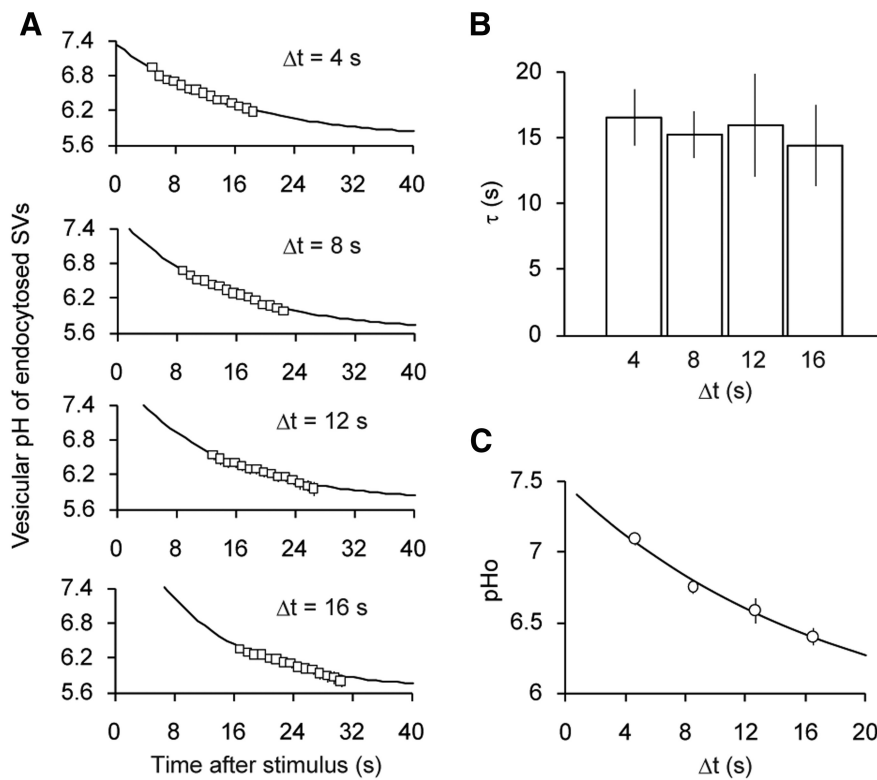 A
Vesicular pH of endocytosed SVs
7.4
6.8
6.2
5.6
Δt = 4 s
0 8 16 24 32 40
7.4
6.8
6.2
5.6
Δt = 8 s
0 8 16 24 32 40
7.4
6.8
6.2
5.6
Δt = 12 s
0 8 16 24 32 40
7.4
6.8
6.2
5.6
Δt = 16 s
0 8 16 24 32 40
Time after stimulus (s)
B
τ (s)
20
15
10
5
0
4 8 12 16
Δt (s)
C
pHo
7.5
7
6.5
6
0 4 8 12 16 20
Δt (s)